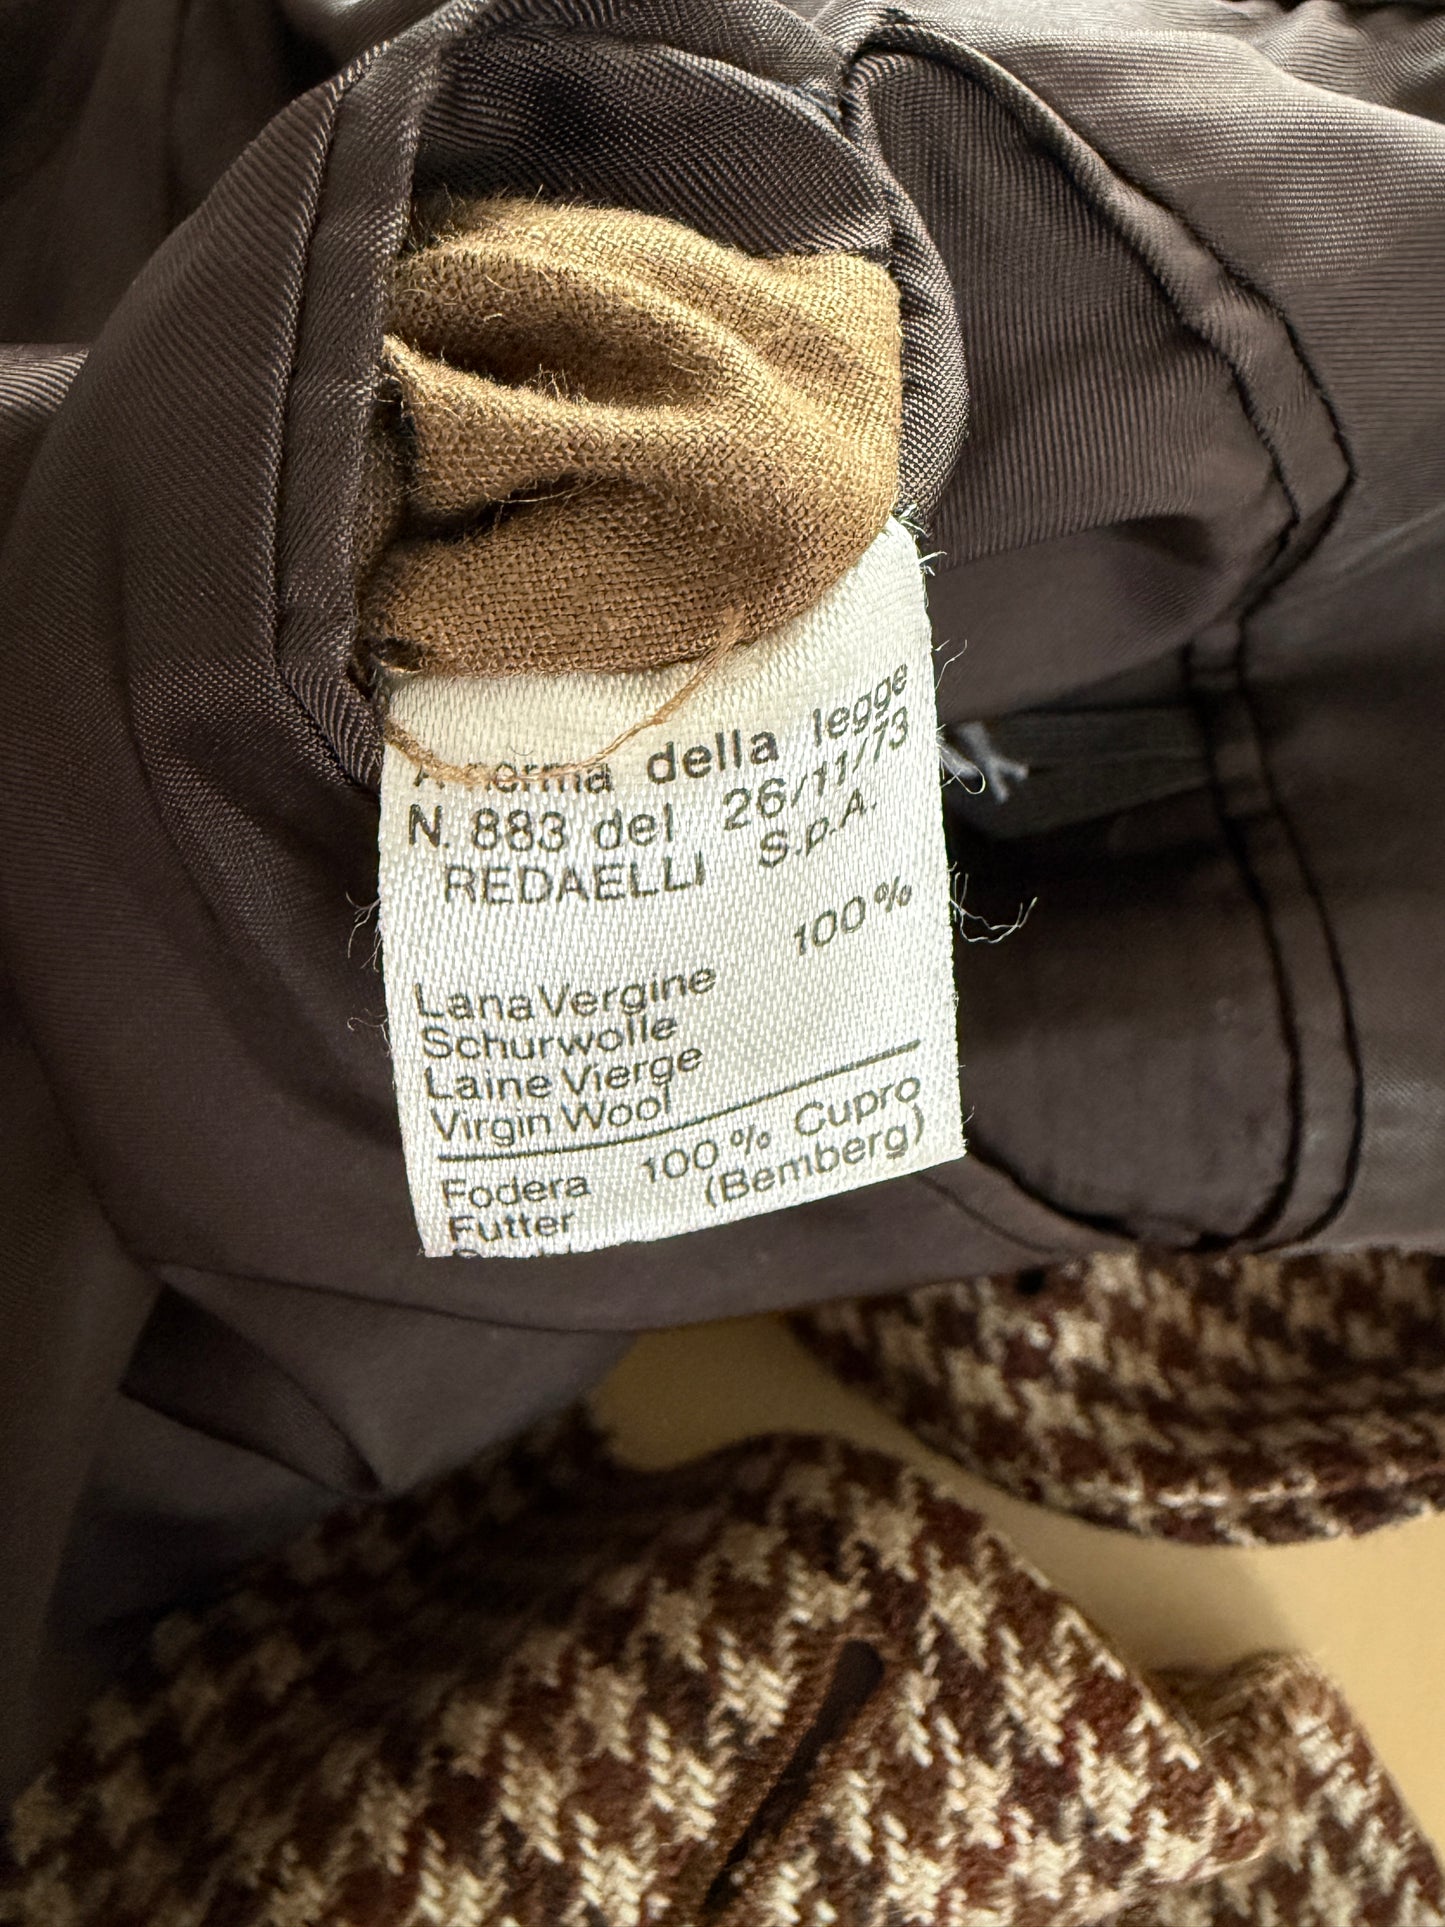 A norma della legge
N. 883 del 26/11/73
REDAELLI S.p.A.
100%
Lana Vergine
Schurwolle
Laine Vierge
Virgin Wool
Fodera 100% Cupro
Futter (Bemberg)